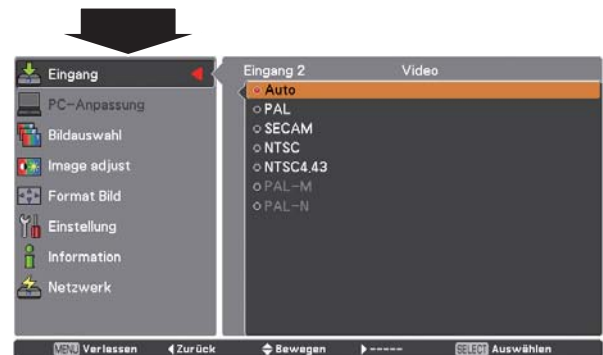 Eingang
PC-Anpassung
Bildauswahl
Image adjust
Format Bild
Einstellung
Information
Netzwerk
Eingang 2 Video
Auto
PAL
SECAM
NTSC
NTSC4.43
PAL-M
PAL-N
MENU Verlassen Zurück Bewegen ----- SELECT Auswählen